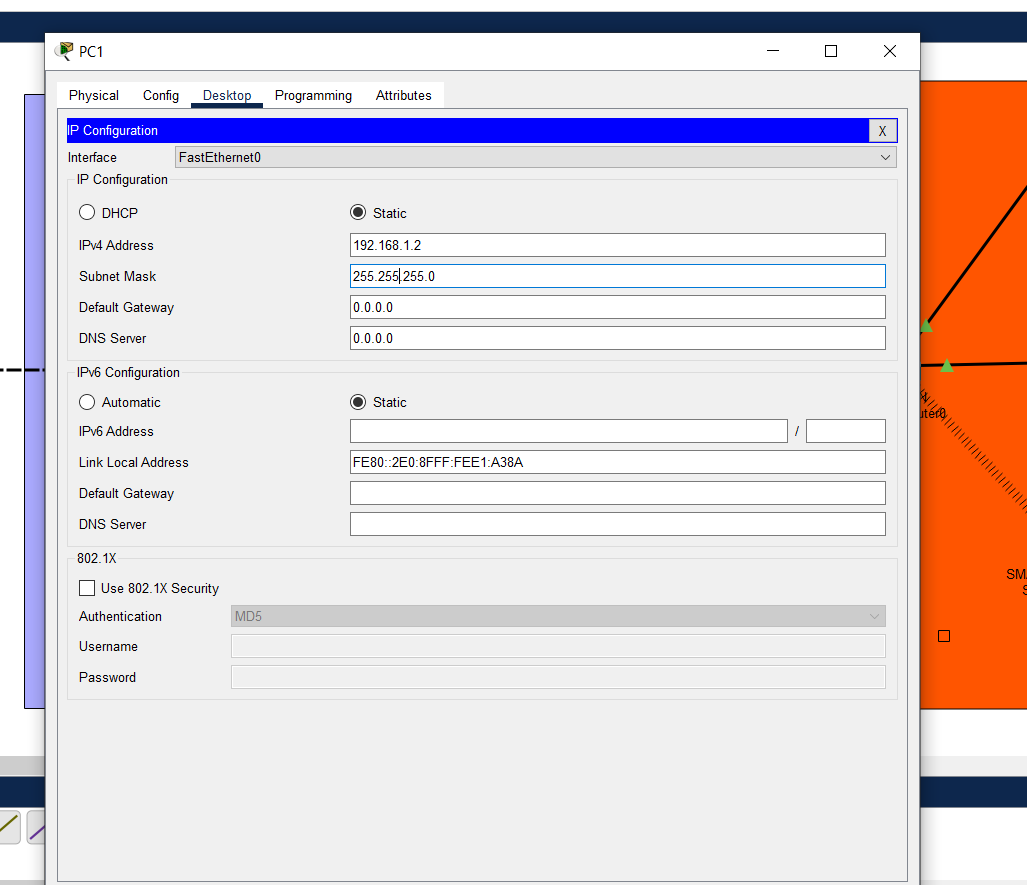 PC1
Physical Config Desktop Programming Attributes
IP Configuration X
Interface FastEthernet0
IP Configuration
DHCP Static
IPv4 Address 192.168.1.2
Subnet Mask 255.255.255.0
Default Gateway 0.0.0.0
DNS Server 0.0.0.0
IPv6 Configuration
Automatic Static
IPv6 Address /
Link Local Address FE80::2E0:8FFF:FEE1:A38A
Default Gateway
DNS Server
802.1X
Use 802.1X Security
Authentication MD5
Username
Password